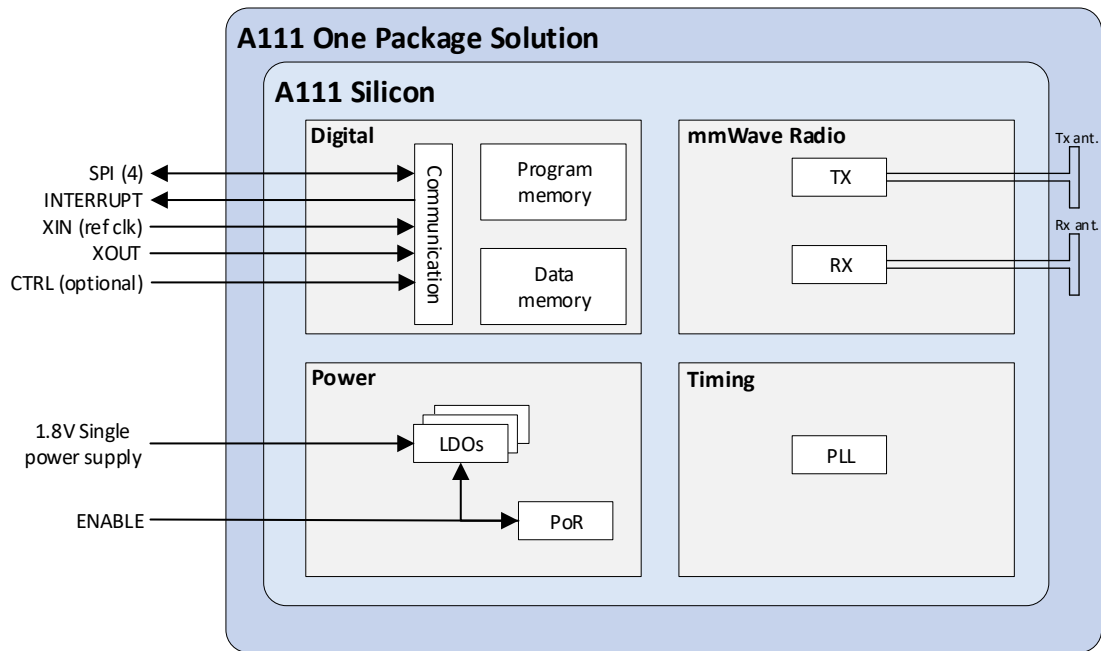 A111 One Package Solution
A111 Silicon
Digital
mmWave Radio
Tx ant.
SPI (4)
INTERRUPT
XIN (ref clk)
XOUT
CTRL (optional)
Communication
Program
memory
Data
memory
TX
RX
Rx ant.
Power
Timing
1.8V Single
power supply
LDOs
PLL
ENABLE
PoR